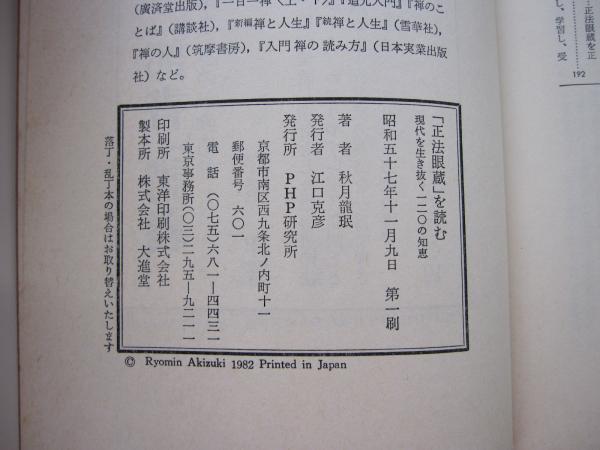 (廣済堂出版)、『一日一禅〈上・下〉』『道元入門』『禅のこ
とば』(講談社)、『新編禅と人生』『続禅と人生』(雪華社)、
『禅の人』(筑摩書房)、『入門 禅の読み方』(日本実業出版
社)など。
「正法眼蔵」を読む
現代を生き抜く一二〇の知恵
昭和五十七年十一月九日　第一刷
著　者　秋月龍珉
発行者　江口克彦
発行所　PHP研究所
京都市南区西九条北ノ内町十一
郵便番号　六〇一
電　話　(〇七五)六八一―四四三一
東京事務所(〇三)二九五―九二一一
印刷所　東洋印刷株式会社
製本所　株式会社　大進堂
落丁・乱丁本の場合はお取り替えいたします
© Ryomin Akizuki 1982 Printed in Japan
正法眼蔵を正
し、学習し、受
192